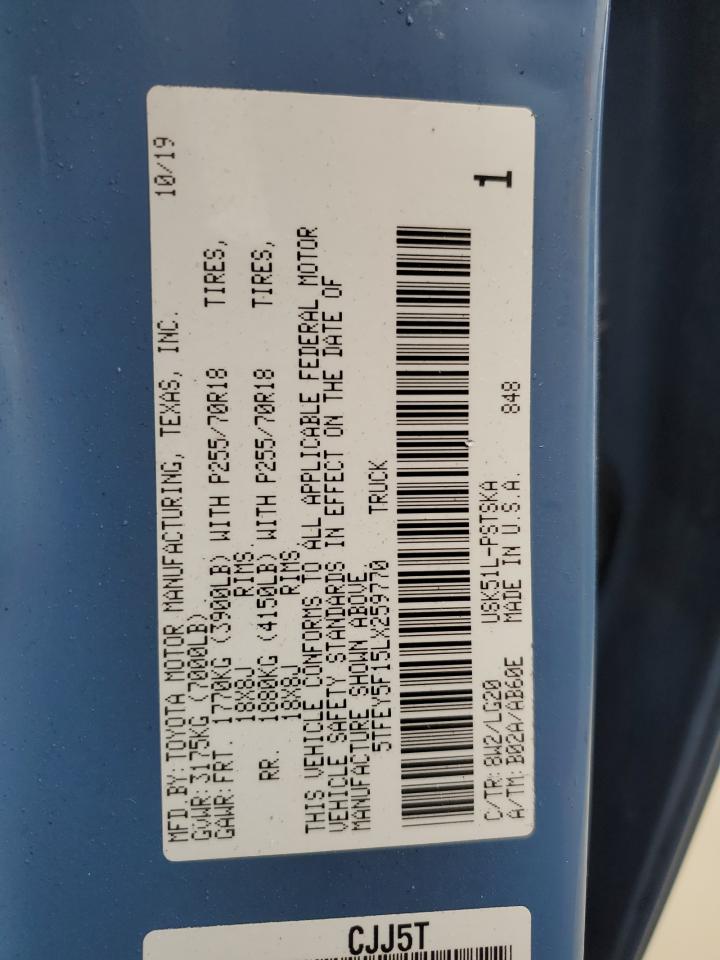 MFD BY: TOYOTA MOTOR MANUFACTURING, TEXAS, INC. 10/19
GVWR: 3175KG (7000LB)
GAWR: FRT. 1770KG (3900LB) WITH P255/70R18 TIRES,
18X8J RIMS
RR. 1880KG (4150LB) WITH P255/70R18 TIRES,
18X8J RIMS
THIS VEHICLE CONFORMS TO ALL APPLICABLE FEDERAL MOTOR
VEHICLE SAFETY STANDARDS IN EFFECT ON THE DATE OF
MANUFACTURE SHOWN ABOVE.
5TFEY5F15LX259770 TRUCK
1
C/TR: 8W2/LG20 USK51L-PSTSKA 848
A/TM: B02A/AB60E MADE IN U.S.A.
CJJ5T